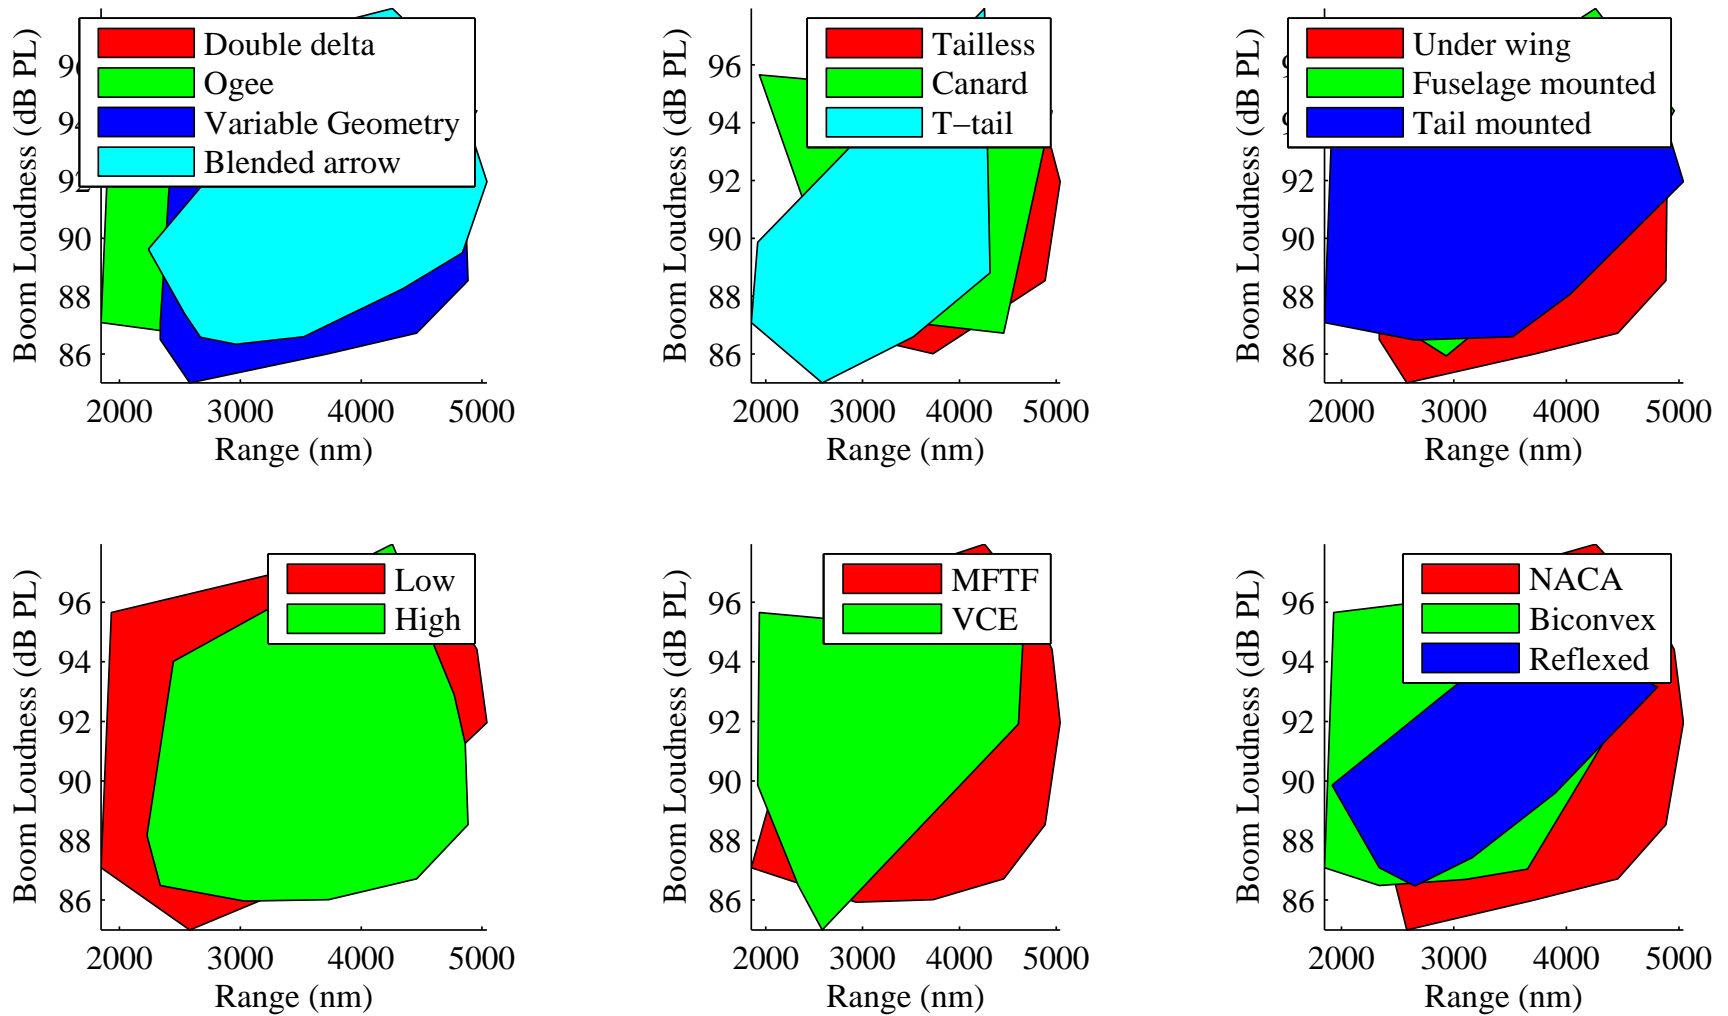 Boom Loudness (dB PL)
92
90
88
86
2000 3000 4000 5000
Range (nm)
Double delta
Ogee
Variable Geometry
Blended arrow
Boom Loudness (dB PL)
96
94
92
90
88
86
2000 3000 4000 5000
Range (nm)
Tailless
Canard
T−tail
Boom Loudness (dB PL)
92
90
88
86
2000 3000 4000 5000
Range (nm)
Under wing
Fuselage mounted
Tail mounted
Boom Loudness (dB PL)
96
94
92
90
88
86
2000 3000 4000 5000
Range (nm)
Low
High
Boom Loudness (dB PL)
96
94
92
90
88
86
2000 3000 4000 5000
Range (nm)
MFTF
VCE
Boom Loudness (dB PL)
96
94
92
90
88
86
2000 3000 4000 5000
Range (nm)
NACA
Biconvex
Reflexed